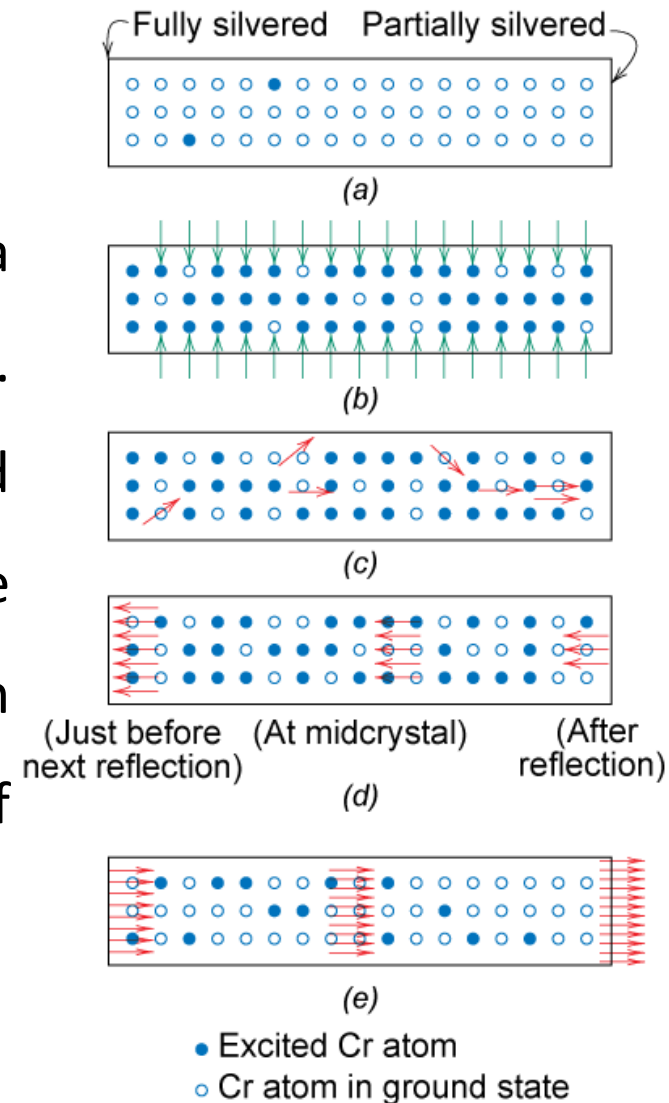 Fully silvered Partially silvered
(a)
a
.
(b)
d
(c)
e
n
(Just before next reflection) (At midcrystal) (After reflection)
f
(d)
(e)
Excited Cr atom
Cr atom in ground state